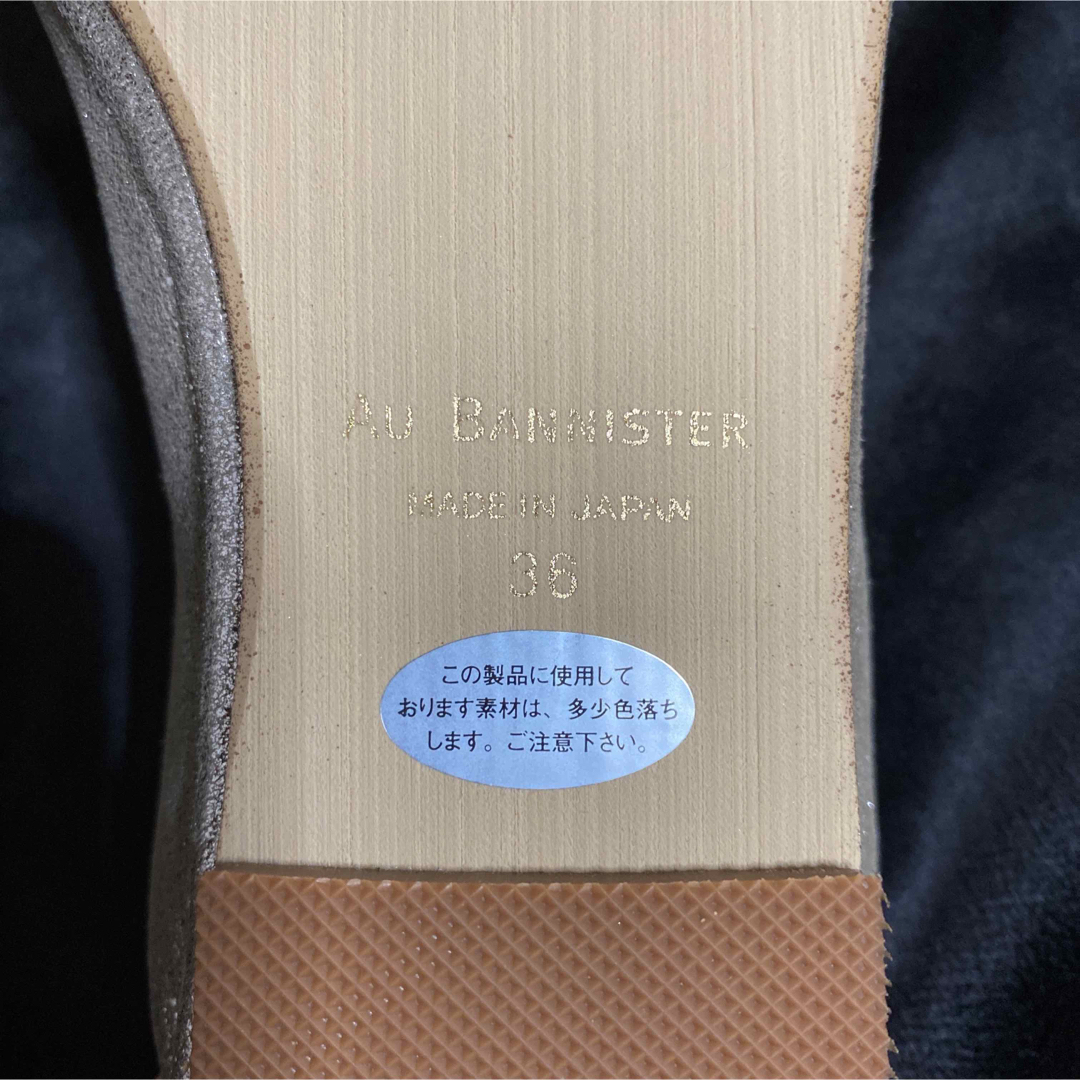 AU BANNISTER
MADE IN JAPAN
36
この製品に使用して
おります素材は、多少色落ち
します。ご注意下さい。